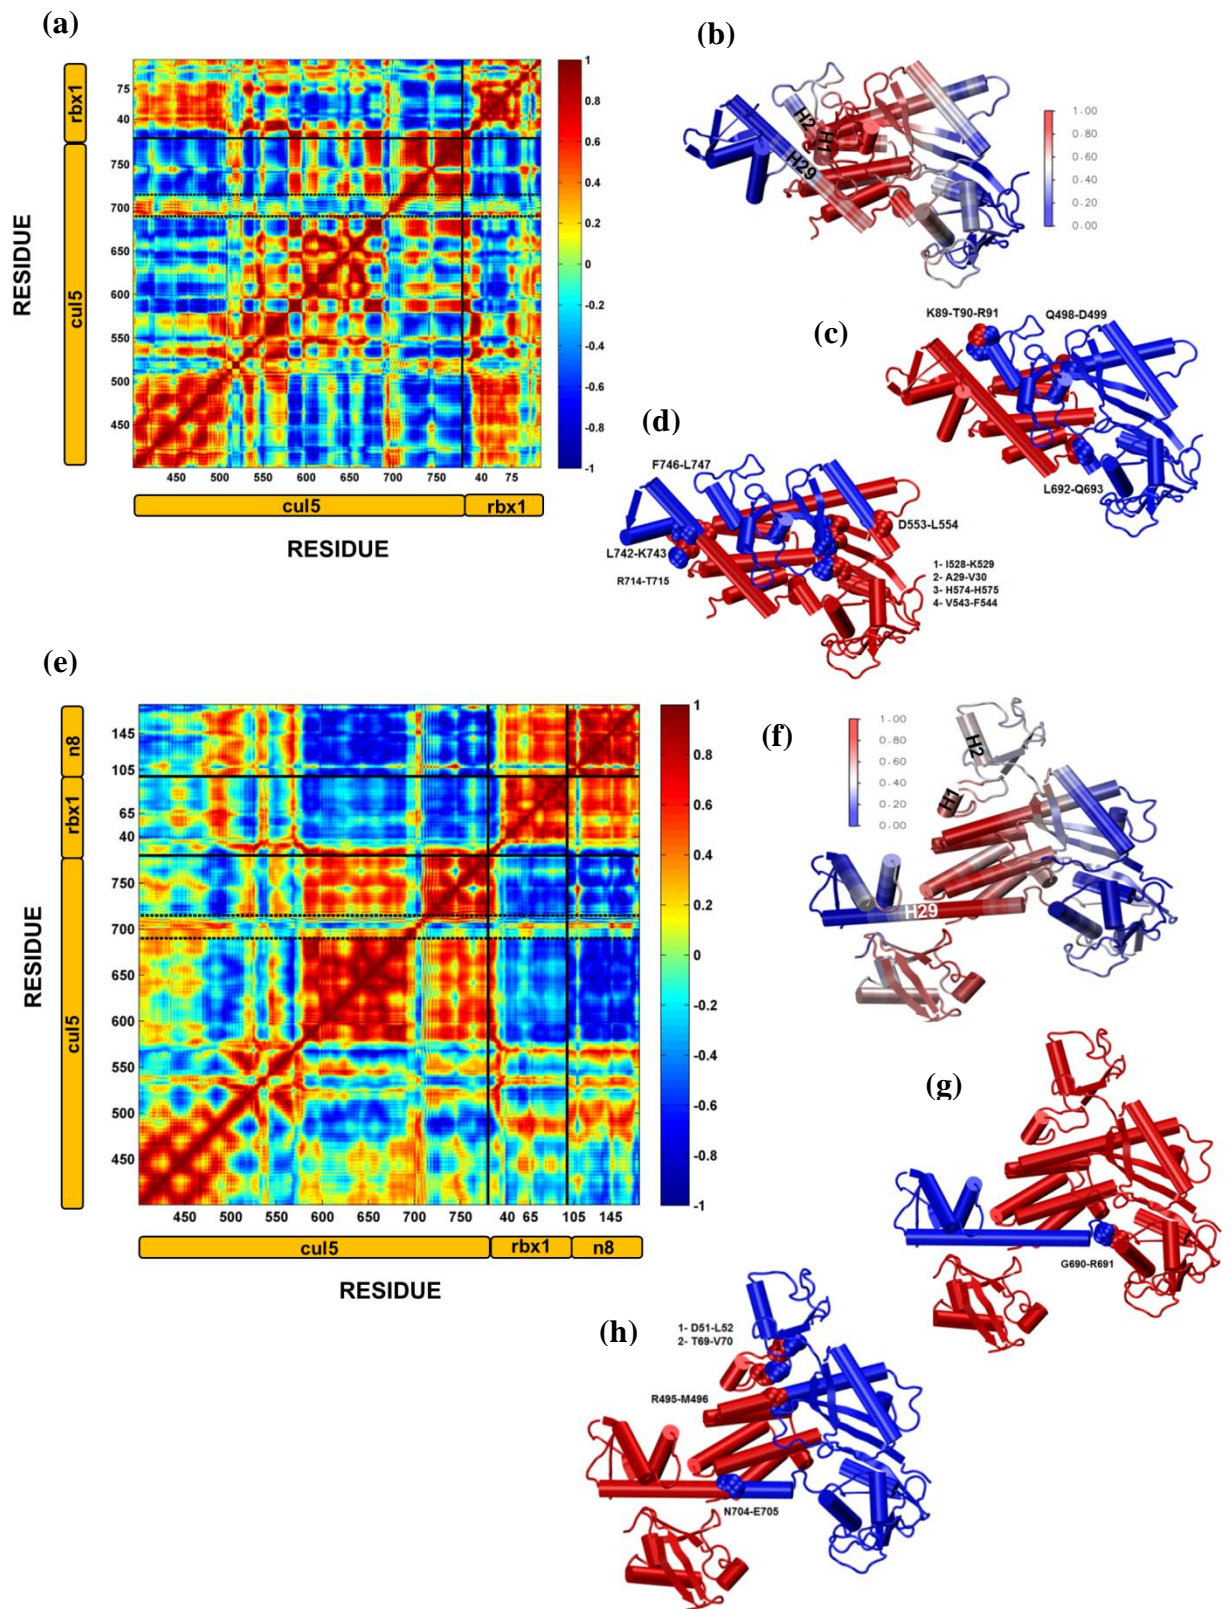 (a)
rbx1
cul5
RESIDUE
75
40
750
700
650
600
550
500
450
450 500 550 600 650 700 750 40 75
cul5 rbx1
RESIDUE
1
0.8
0.6
0.4
0.2
0
-0.2
-0.4
-0.6
-0.8
-1
(b)
H2
H1
H29
1.00
0.80
0.60
0.40
0.20
0.00
(c)
K89-T90-R91
Q498-D499
L692-Q693
(d)
F746-L747
D553-L554
L742-K743
R714-T715
1- I528-K529
2- A29-V30
3- H574-H575
4- V543-F544
(e)
n8
rbx1
cul5
RESIDUE
145
105
65
40
750
700
650
600
550
500
450
450 500 550 600 650 700 750 40 65 105 145
cul5 rbx1 n8
RESIDUE
1
0.8
0.6
0.4
0.2
0
-0.2
-0.4
-0.6
-0.8
-1
(f)
1.00
0.80
0.60
0.40
0.20
0.00
H2
H1
H29
(g)
G690-R691
(h)
1- D51-L52
2- T69-V70
R495-M496
N704-E705